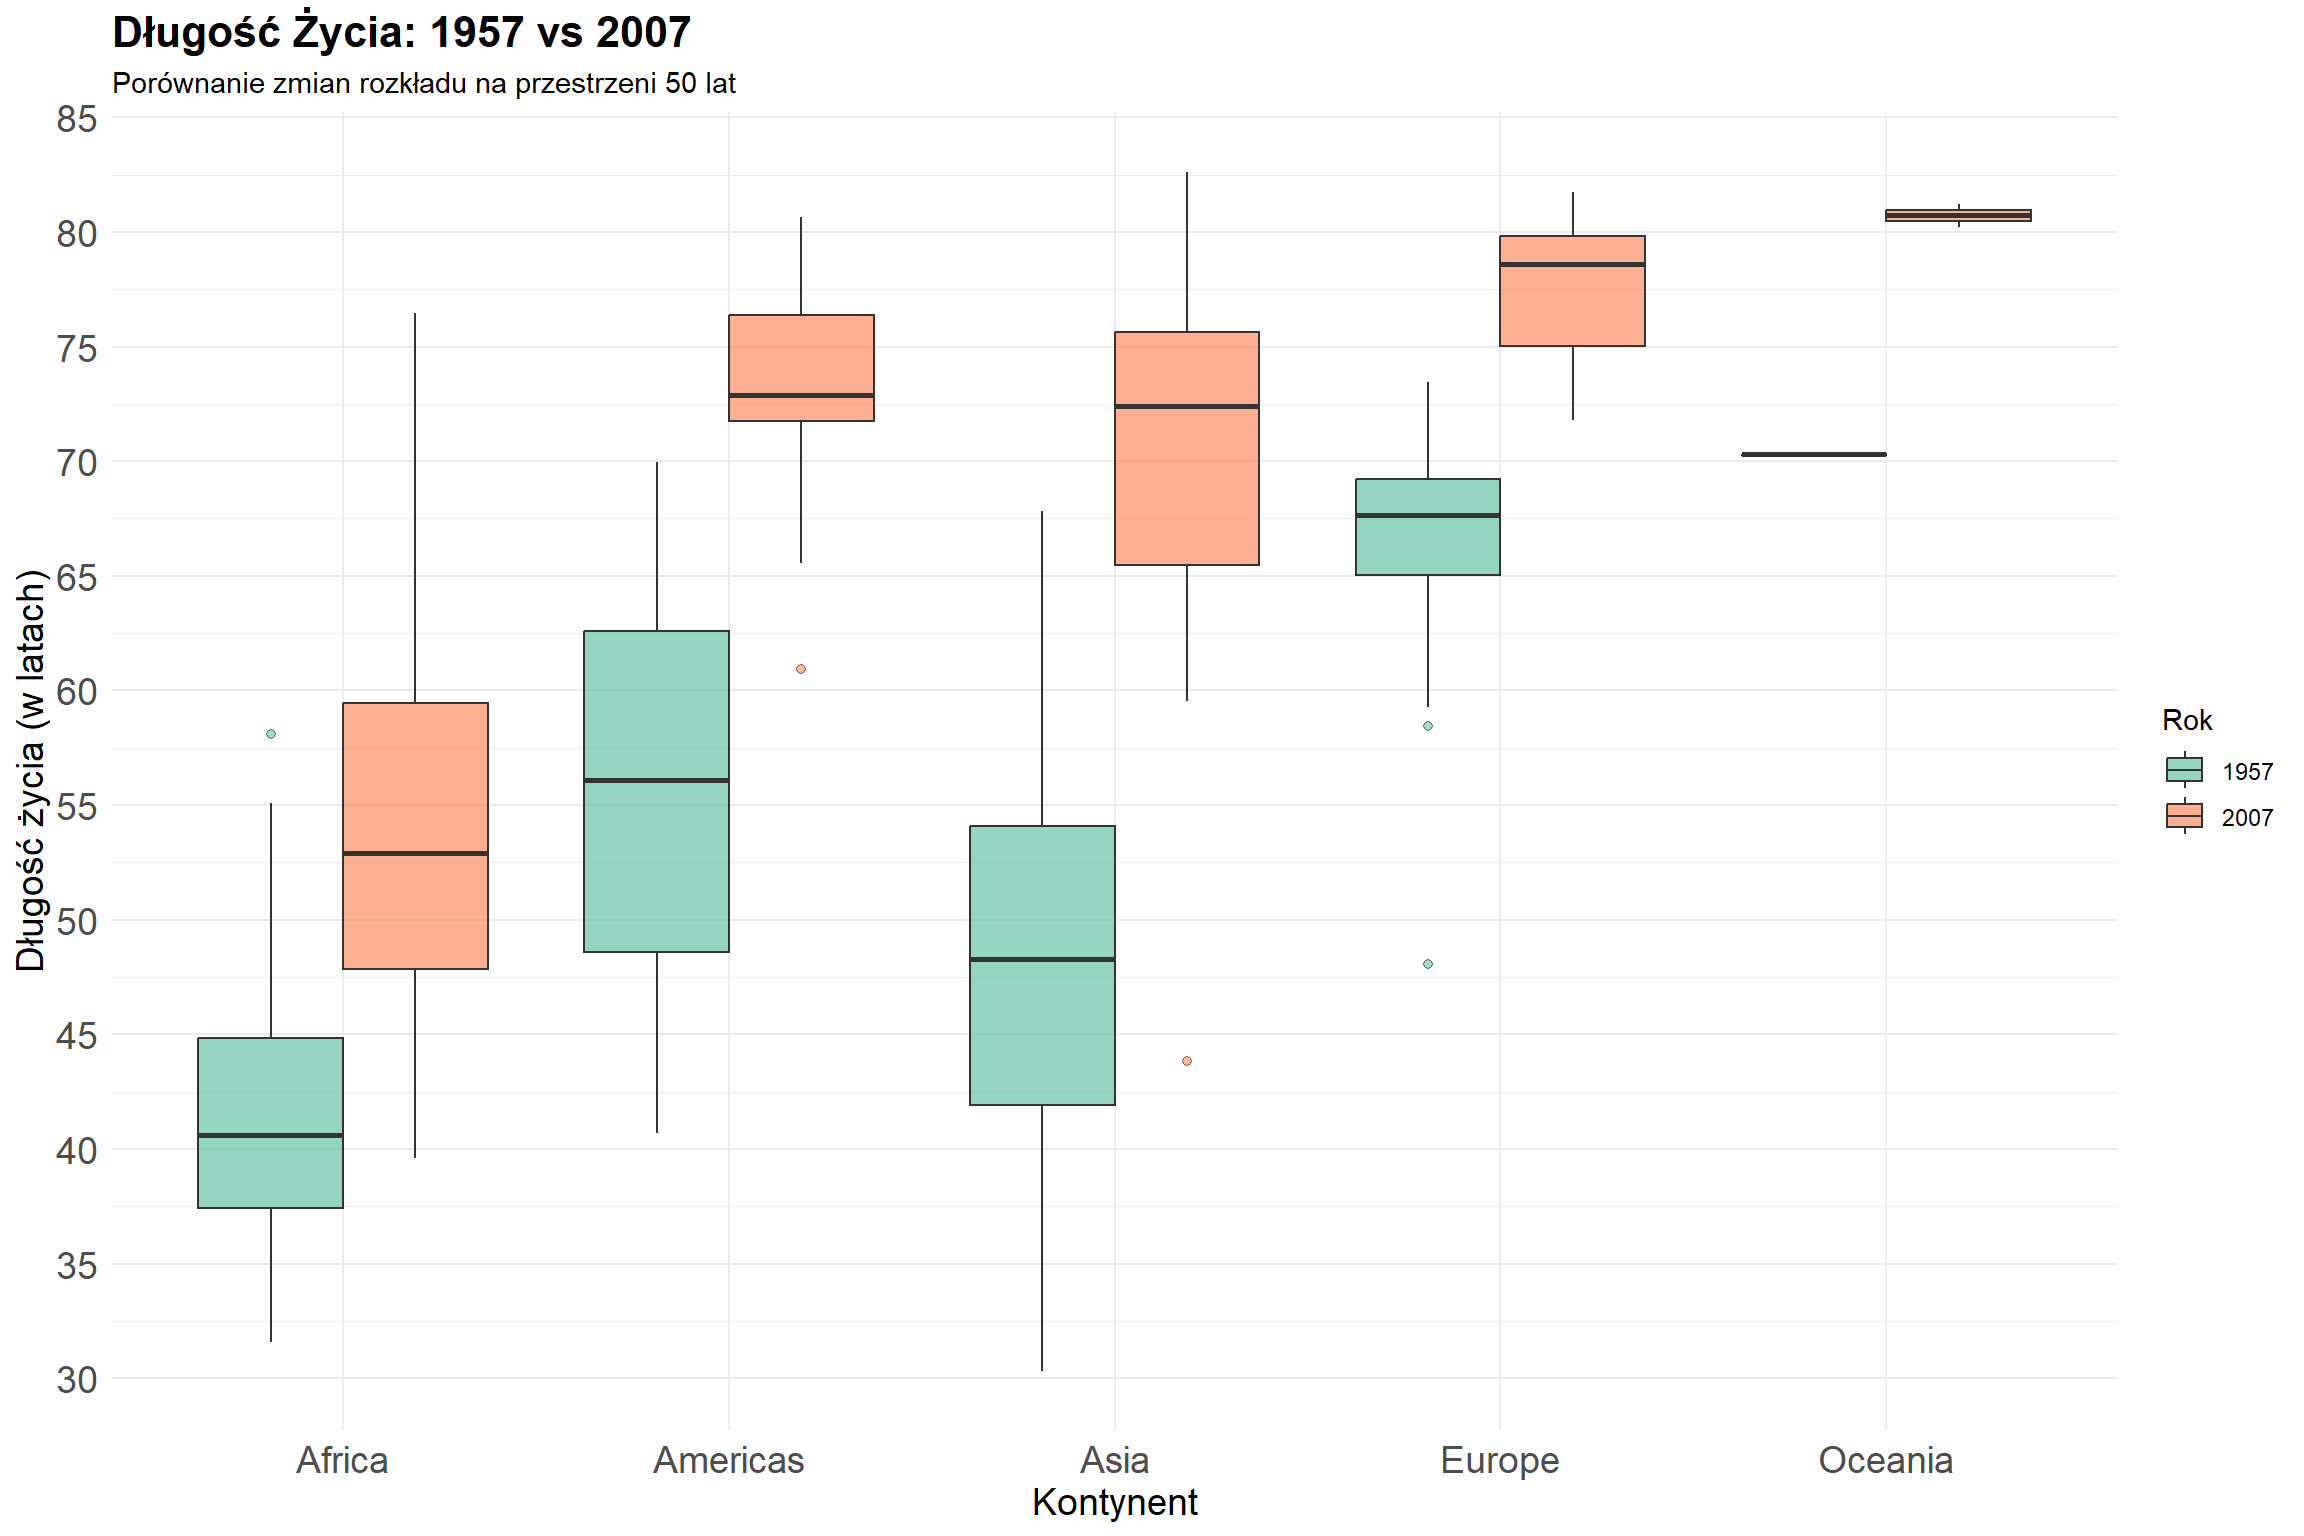 Długość Życia: 1957 vs 2007
Porównanie zmian rozkładu na przestrzeni 50 lat
Długość życia (w latach)
85
80
75
70
65
60
55
50
45
40
35
30
Africa
Americas
Asia
Europe
Oceania
Kontynent
Rok
1957
2007